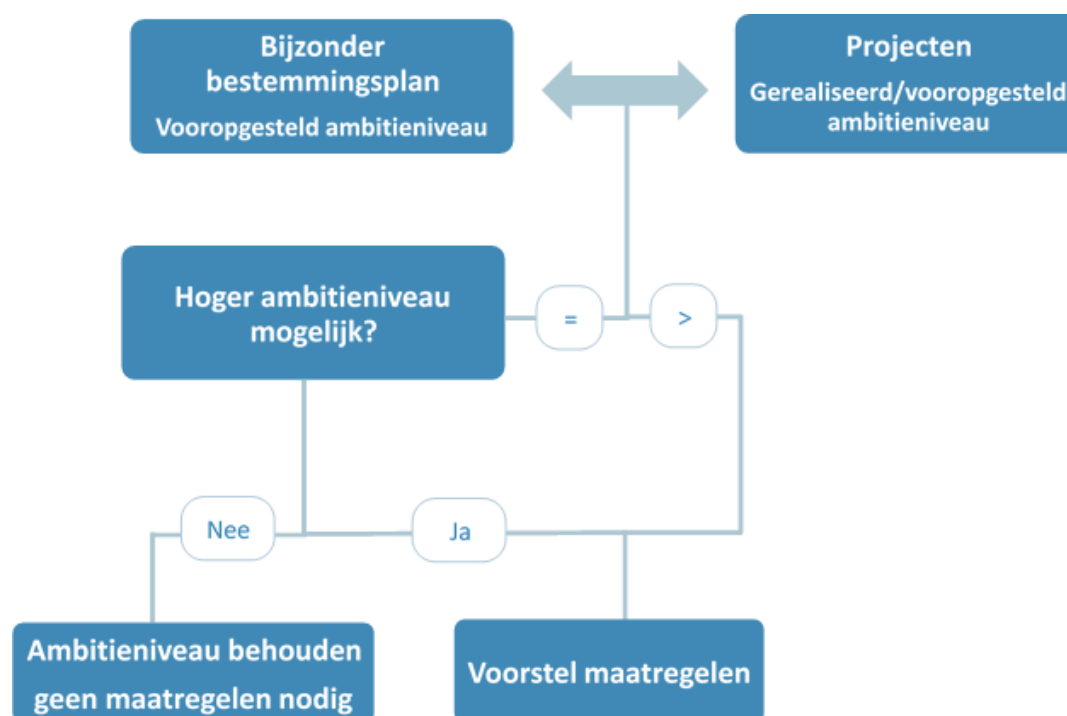 Bijzonder
bestemmingsplan
Vooropgesteld ambitieniveau
Projecten
Gerealiseerd/vooropgesteld
ambitieniveau
Hoger ambitieniveau
mogelijk?
=
>
Nee
Ja
Ambitieniveau behouden
geen maatregelen nodig
Voorstel maatregelen